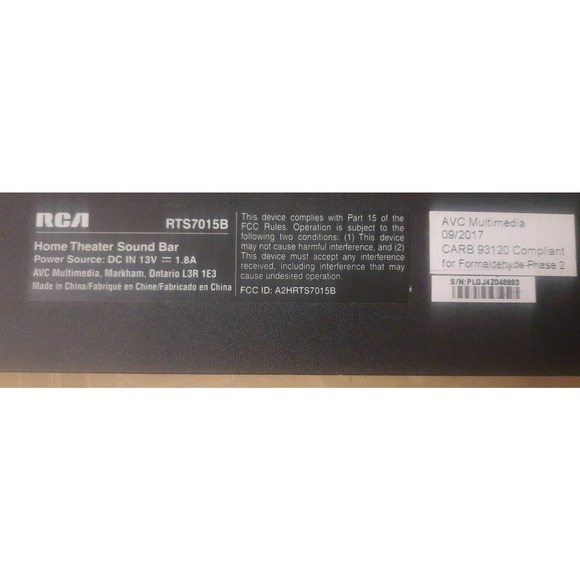 RCA RTS7015B
Home Theater Sound Bar
Power Source: DC IN 13V ⎓ 1.8A
AVC Multimedia, Markham, Ontario L3R 1E3
Made in China/Fabriqué en Chine/Fabricado en China
This device complies with Part 15 of the
FCC Rules. Operation is subject to the
following two conditions: (1) This device
may not cause harmful interference, and (2)
This device must accept any interference
received, including interference that may
cause undesired operation.
FCC ID: A2HRTS7015B
AVC Multimedia
09/2017
CARB 93120 Compliant
for Formaldehyde Phase 2
S/N: